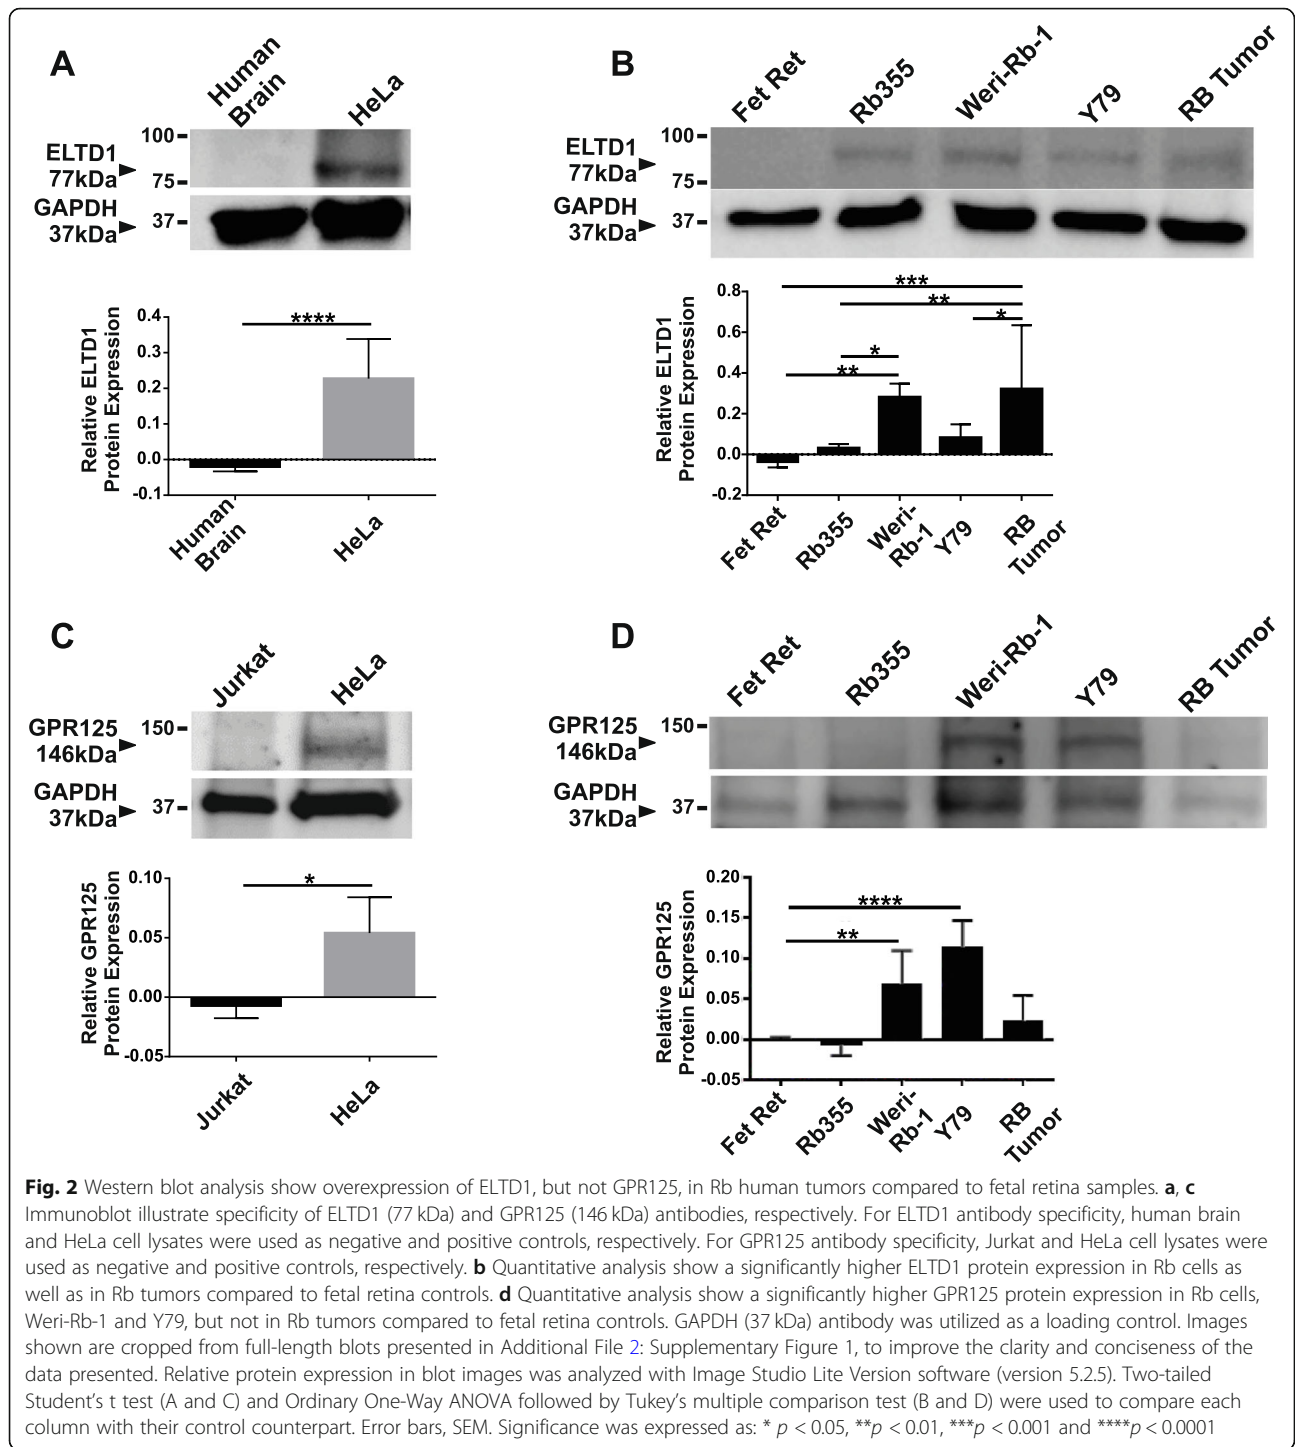 A
Human
Brain
HeLa
100
ELTD1
77kDa
75
GAPDH
37kDa
37
Relative ELTD1
Protein Expression
0.4
0.3
0.2
0.1
0.0
-0.1
****
Human
Brain
HeLa
B
Fet Ret
Rb355
Weri-Rb-1
Y79
RB Tumor
100
ELTD1
77kDa
75
GAPDH
37kDa
37
Relative ELTD1
Protein Expression
0.8
0.6
0.4
0.2
0.0
-0.2
***
**
*
*
**
Fet Ret
Rb355
Weri-
Rb-1
Y79
RB
Tumor
C
Jurkat
HeLa
GPR125
146kDa
150
GAPDH
37kDa
37
Relative GPR125
Protein Expression
0.10
0.05
0.00
-0.05
*
Jurkat
HeLa
D
Fet Ret
Rb355
Weri-Rb-1
Y79
RB Tumor
GPR125
146kDa
150
GAPDH
37kDa
37
Relative GPR125
Protein Expression
0.20
0.15
0.10
0.05
0.00
-0.05
****
**
Fet Ret
Rb355
Weri-
Rb-1
Y79
RB
Tumor
Fig. 2 Western blot analysis show overexpression of ELTD1, but not GPR125, in Rb human tumors compared to fetal retina samples. a, c
Immunoblot illustrate specificity of ELTD1 (77 kDa) and GPR125 (146 kDa) antibodies, respectively. For ELTD1 antibody specificity, human brain
and HeLa cell lysates were used as negative and positive controls, respectively. For GPR125 antibody specificity, Jurkat and HeLa cell lysates were
used as negative and positive controls, respectively. b Quantitative analysis show a significantly higher ELTD1 protein expression in Rb cells as
well as in Rb tumors compared to fetal retina controls. d Quantitative analysis show a significantly higher GPR125 protein expression in Rb cells,
Weri-Rb-1 and Y79, but not in Rb tumors compared to fetal retina controls. GAPDH (37 kDa) antibody was utilized as a loading control. Images
shown are cropped from full-length blots presented in Additional File 2: Supplementary Figure 1, to improve the clarity and conciseness of the
data presented. Relative protein expression in blot images was analyzed with Image Studio Lite Version software (version 5.2.5). Two-tailed
Student's t test (A and C) and Ordinary One-Way ANOVA followed by Tukey's multiple comparison test (B and D) were used to compare each
column with their control counterpart. Error bars, SEM. Significance was expressed as: * p < 0.05, **p < 0.01, ***p < 0.001 and ****p < 0.0001